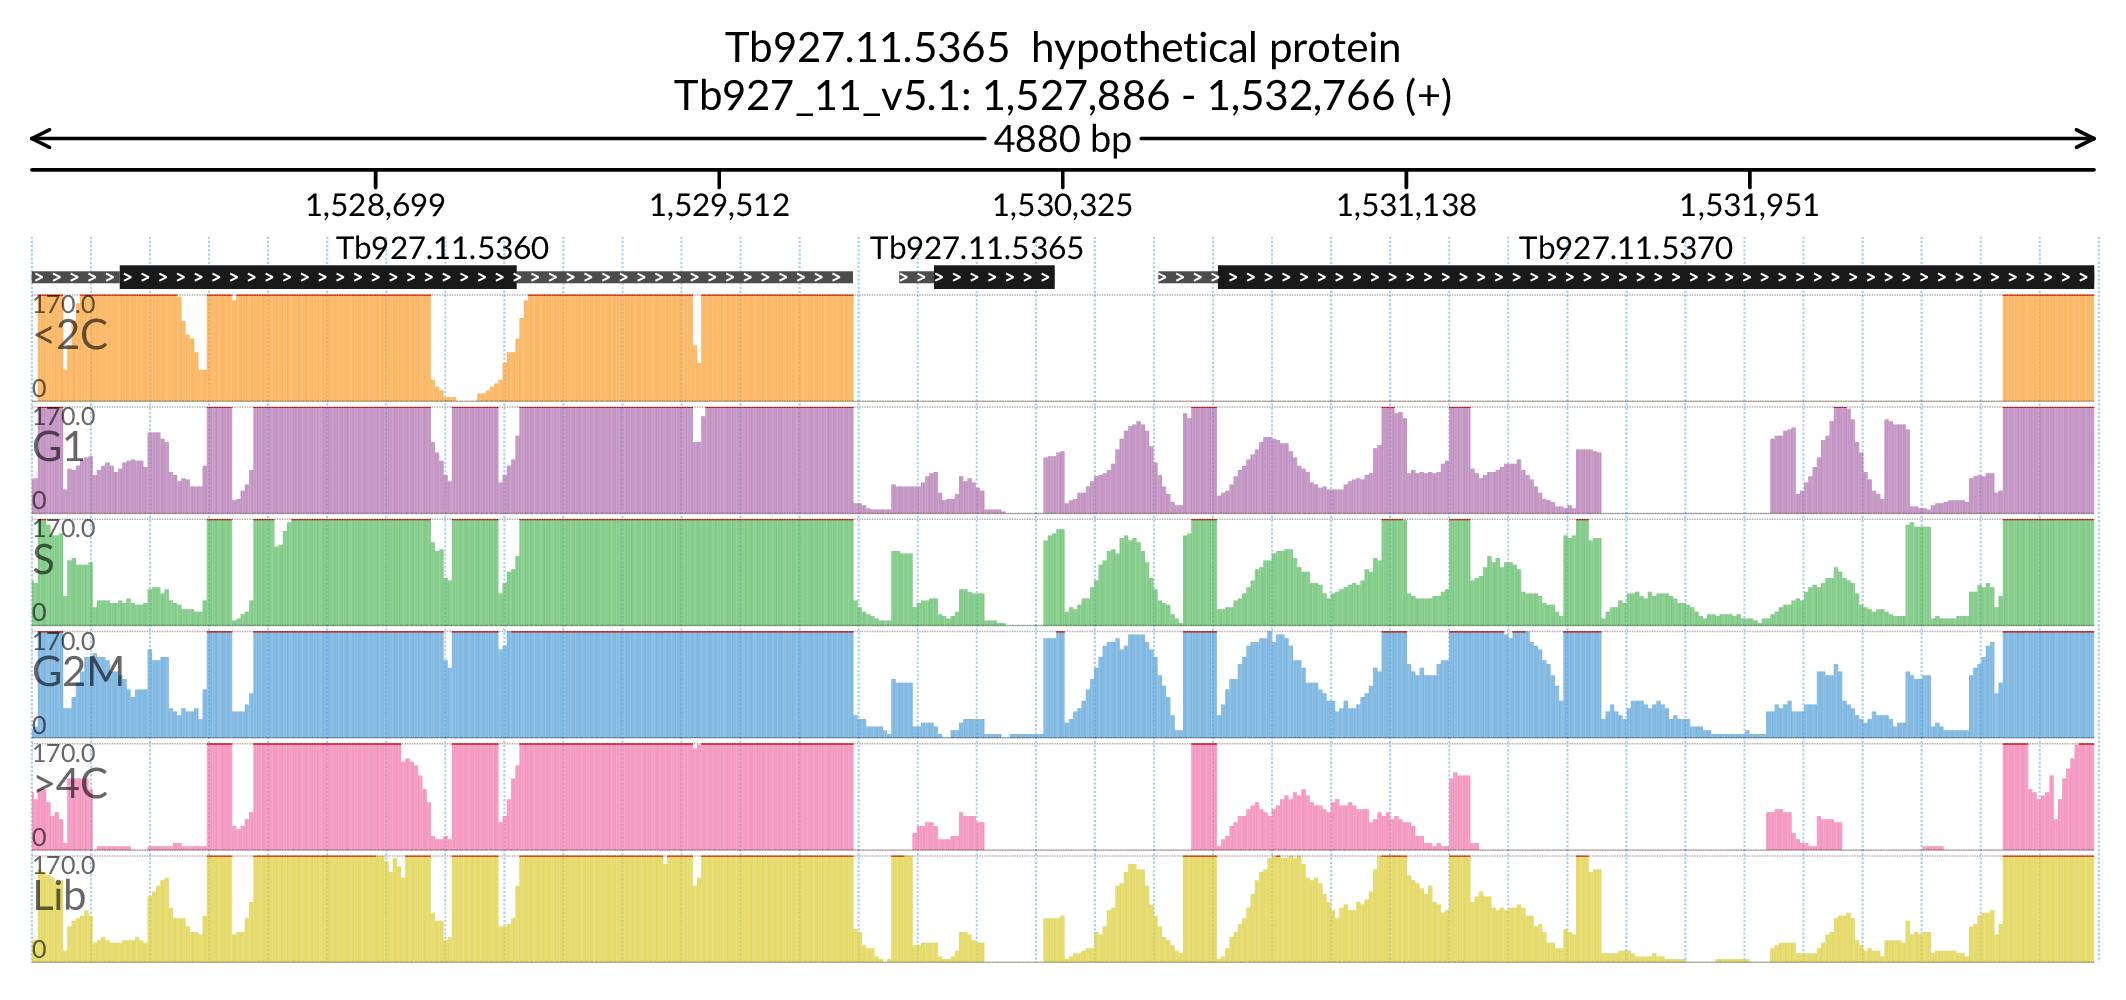 Tb927.11.5365  hypothetical protein
Tb927_11_v5.1: 1,527,886 - 1,532,766 (+)
4880 bp
1,528,699 1,529,512 1,530,325 1,531,138 1,531,951
Tb927.11.5360 Tb927.11.5365 Tb927.11.5370
170.0
<2C
0
170.0
G1
0
170.0
S
0
170.0
G2M
0
170.0
>4C
0
170.0
Lib
0